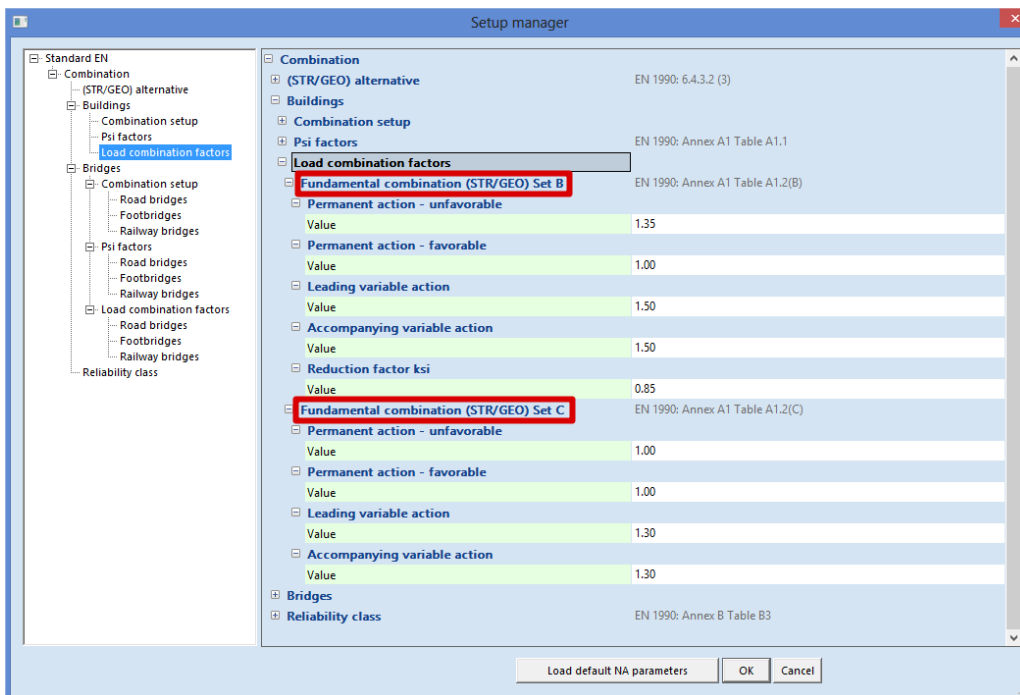 Setup manager
Standard EN
Combination
(STR/GEO) alternative
Buildings
Combination setup
Psi factors
Load combination factors
Bridges
Combination setup
Road bridges
Footbridges
Railway bridges
Psi factors
Road bridges
Footbridges
Railway bridges
Load combination factors
Road bridges
Footbridges
Railway bridges
Reliability class
Combination
(STR/GEO) alternative EN 1990: 6.4.3.2 (3)
Buildings
Combination setup
Psi factors EN 1990: Annex A1 Table A1.1
Load combination factors
Fundamental combination (STR/GEO) Set B EN 1990: Annex A1 Table A1.2(B)
Permanent action - unfavorable
Value 1.35
Permanent action - favorable
Value 1.00
Leading variable action
Value 1.50
Accompanying variable action
Value 1.50
Reduction factor ksi
Value 0.85
Fundamental combination (STR/GEO) Set C EN 1990: Annex A1 Table A1.2(C)
Permanent action - unfavorable
Value 1.00
Permanent action - favorable
Value 1.00
Leading variable action
Value 1.30
Accompanying variable action
Value 1.30
Bridges
Reliability class EN 1990: Annex B Table B3
Load default NA parameters OK Cancel